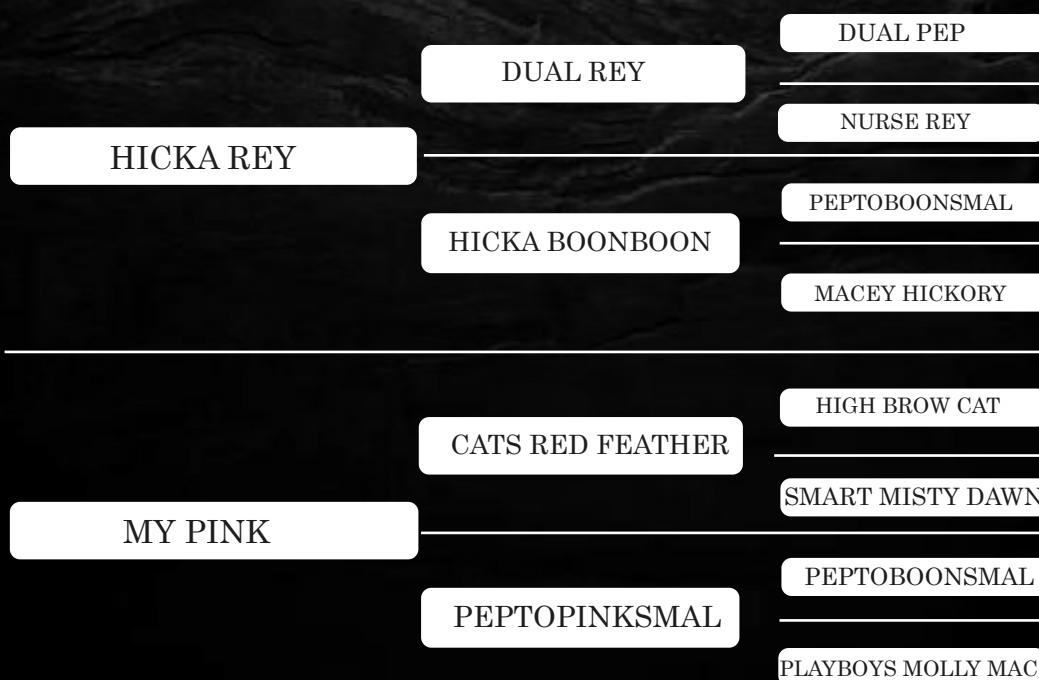 DUAL PEP
DUAL REY
NURSE REY
HICKA REY
PEPTOBOONSMAL
HICKA BOONBOON
MACEY HICKORY
HIGH BROW CAT
CATS RED FEATHER
SMART MISTY DAWN
MY PINK
PEPTOBOONSMAL
PEPTOPINKSMAL
PLAYBOYS MOLLY MAC